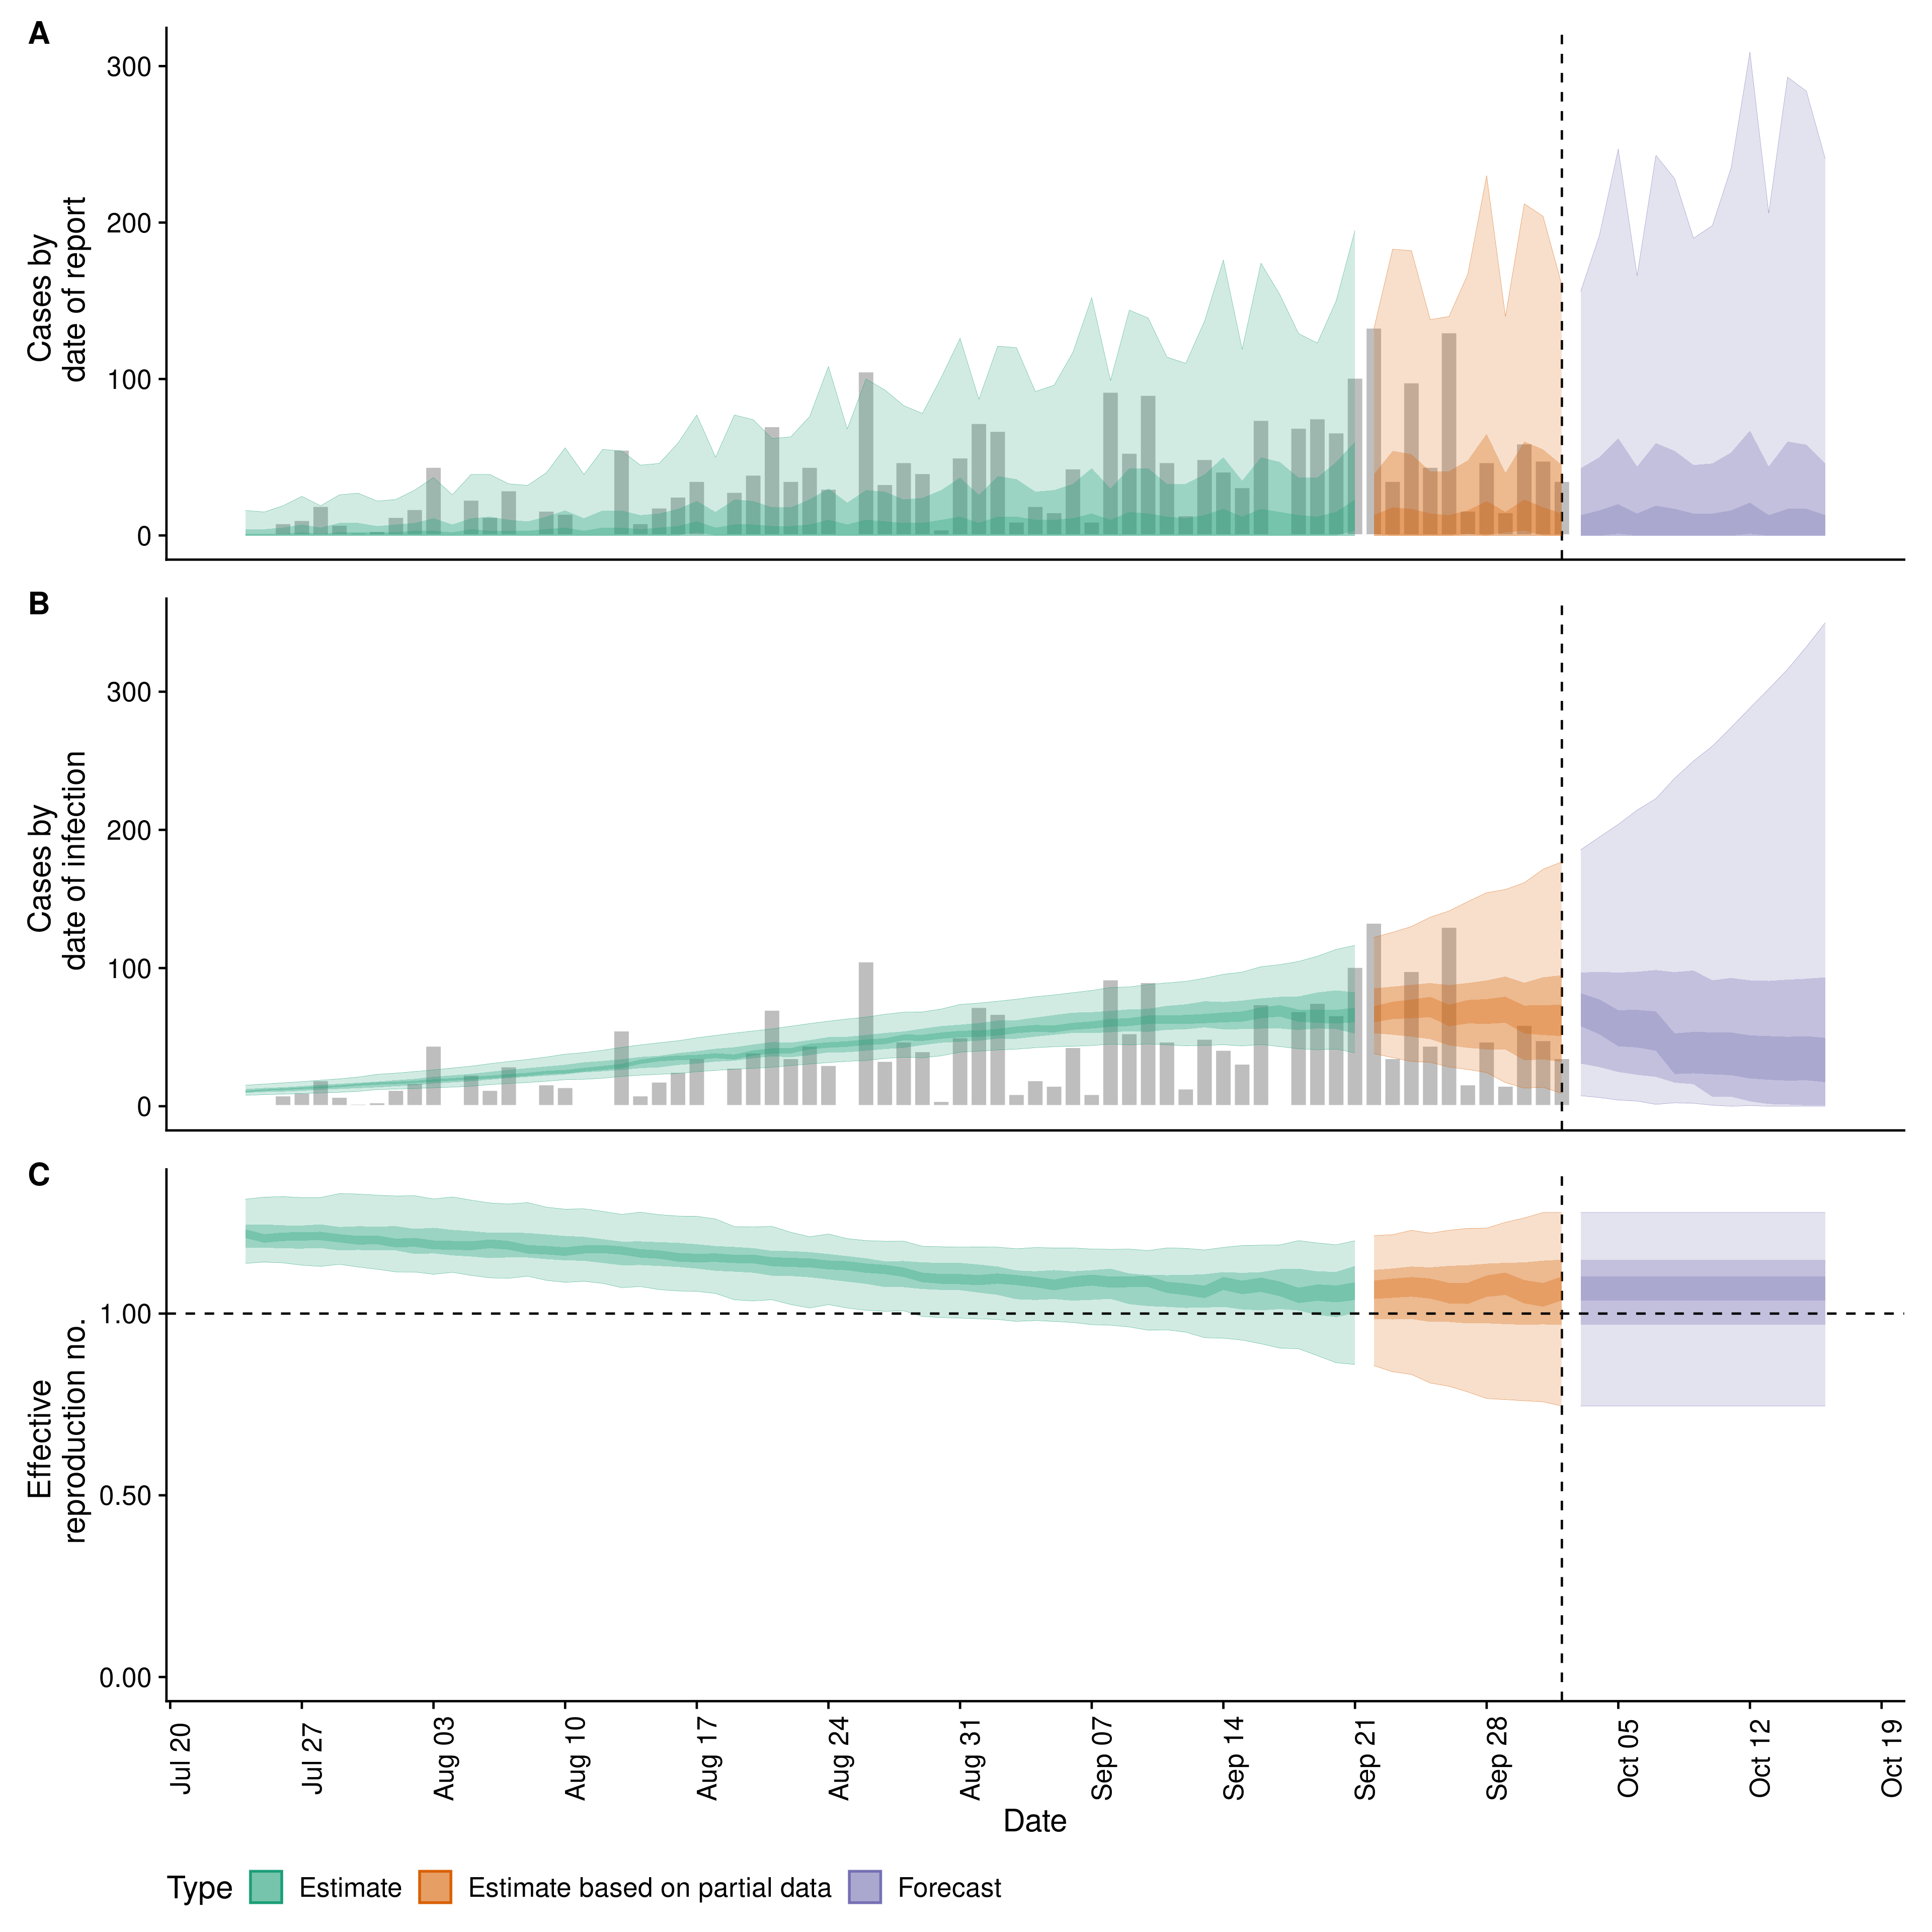 A
300
200
100
0
Cases by
date of report
B
300
200
100
0
Cases by
date of infection
C
1.00
0.50
0.00
Effective
reproduction no.
Jul 20
Jul 27
Aug 03
Aug 10
Aug 17
Aug 24
Aug 31
Sep 07
Sep 14
Sep 21
Sep 28
Oct 05
Oct 12
Oct 19
Date
Type Estimate Estimate based on partial data Forecast